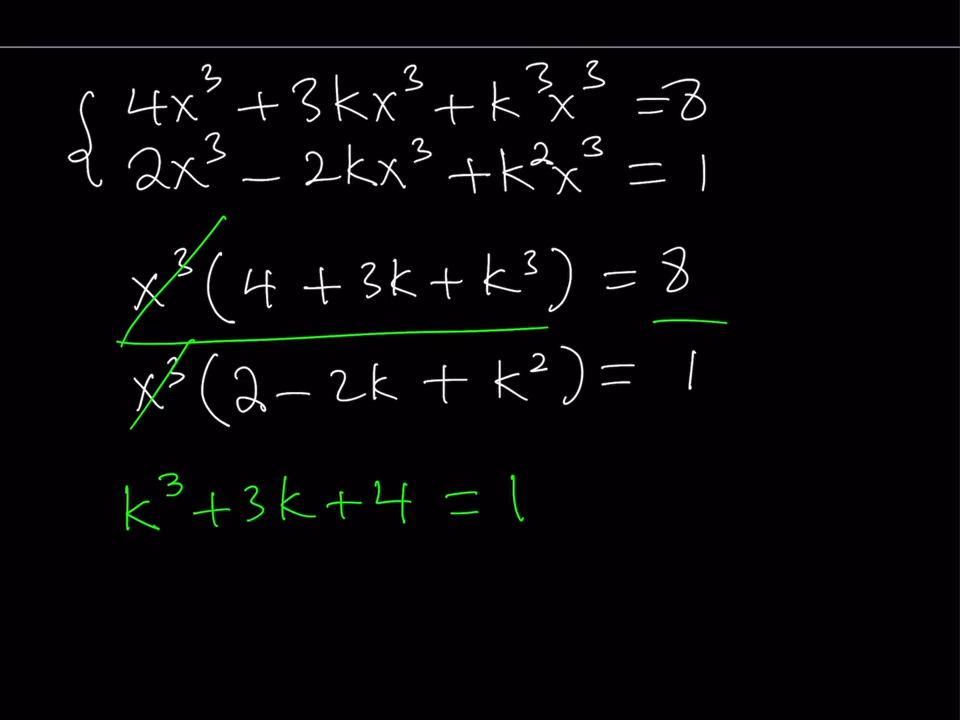 4x³ + 3kx³ + k³x³ = 8
2x³ - 2kx³ + k²x³ = 1
x³(4 + 3k + k³) = 8
x³(2 - 2k + k²) = 1
k³ + 3k + 4 = 1